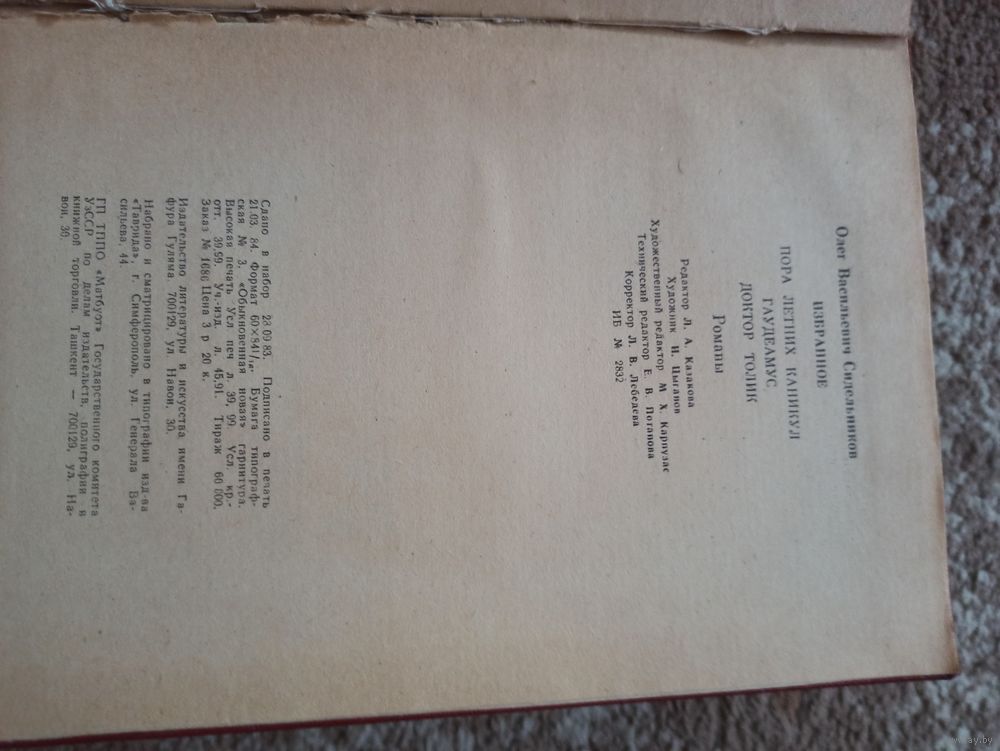 Олег Васильевич Сидельников
ИЗБРАННОЕ
ПОРА ЛЕТНИХ КАНИКУЛ
ГАУДЕАМУС
ДОКТОР ТОЛИК
Романы
Редактор Л. А. Казакова
Художник И. Цыганов
Художественный редактор М. Х. Карпузас
Технический редактор Е. В. Потапова
Корректор Л. В. Лебедева
ИБ № 2832
Сдано в набор 23 09 83. Подписано в печать
21.03. 84. Формат 60×84 1/16. Бумага типограф-
ская № 3. «Обыкновенная новая» гарнитура.
Высокая печать Усл печ л. 39, 99. Усл. кр.-
отт. 39,99. Уч.-изд. л. 45,91. Тираж 60 000.
Заказ № 1686 Цена 3 р 20 к.
Издательство литературы и искусства имени Га-
фура Гуляма. 700129, ул Навои, 30.
Набрано и сматрицировано в типографии изд-ва
«Таврида», г. Симферополь, ул. Генерала Ва-
сильева, 44.
ГП ТППО «Матбуот» Государственного комитета
УзССР по делам издательств, полиграфии и
книжной торговли. Ташкент — 700129, ул. На-
вои, 30.
ay.by